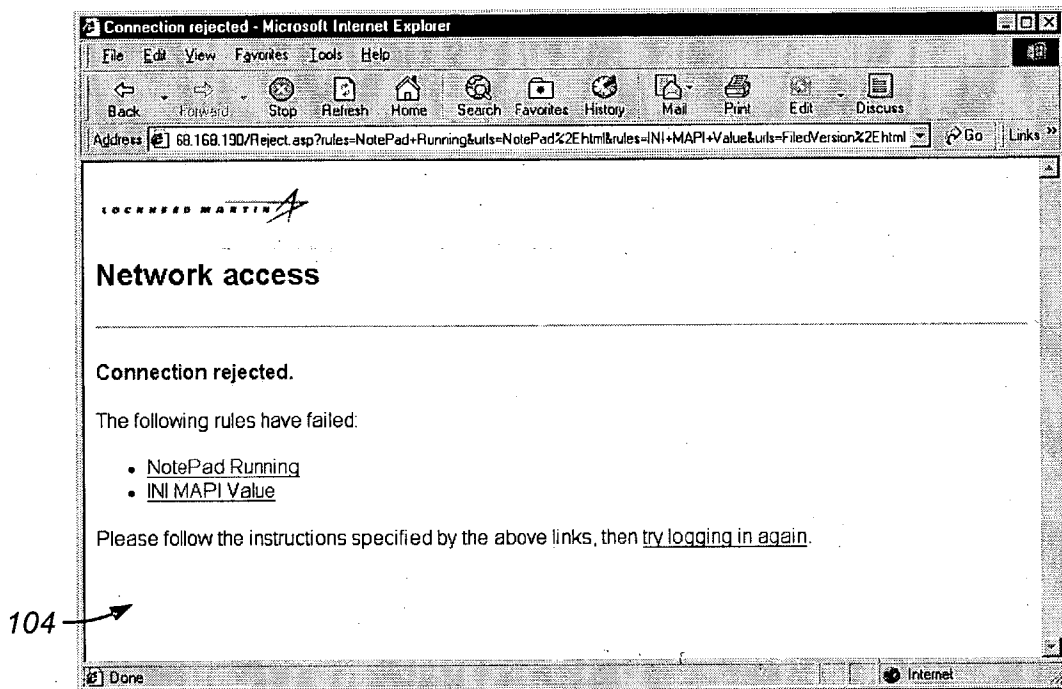 Connection rejected - Microsoft Internet Explorer
File Edit View Favorites Tools Help
Back Forward Stop Refresh Home Search Favorites History Mail Print Edit Discuss
Address 68.168.190/Reject.asp?rules=NotePad+Running&urls=NotePad%2Ehtml&rules=INI+MAPI+Value&urls=FiledVersion%2Ehtml Go Links »
LOCKHEED MARTIN
Network access
Connection rejected.
The following rules have failed:
• NotePad Running
• INI MAPI Value
Please follow the instructions specified by the above links, then try logging in again.
104
Done Internet